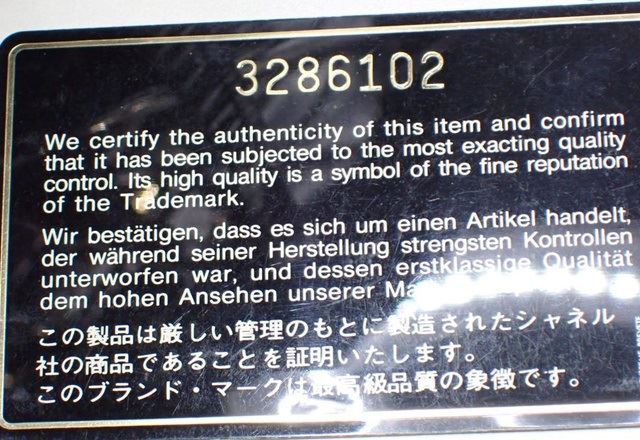 3286102
We certify the authenticity of this item and confirm
that it has been subjected to the most exacting quality
control. Its high quality is a symbol of the fine reputation
of the Trademark.
Wir bestätigen, dass es sich um einen Artikel handelt,
der während seiner Herstellung strengsten Kontrollen
unterworfen war, und dessen erstklassige Qualität
dem hohen Ansehen unserer
この製品は厳しい管理のもとに製造されたシャネル
社の商品であることを証明いたします。
このブランド・マークは最高級品質の象徴です。